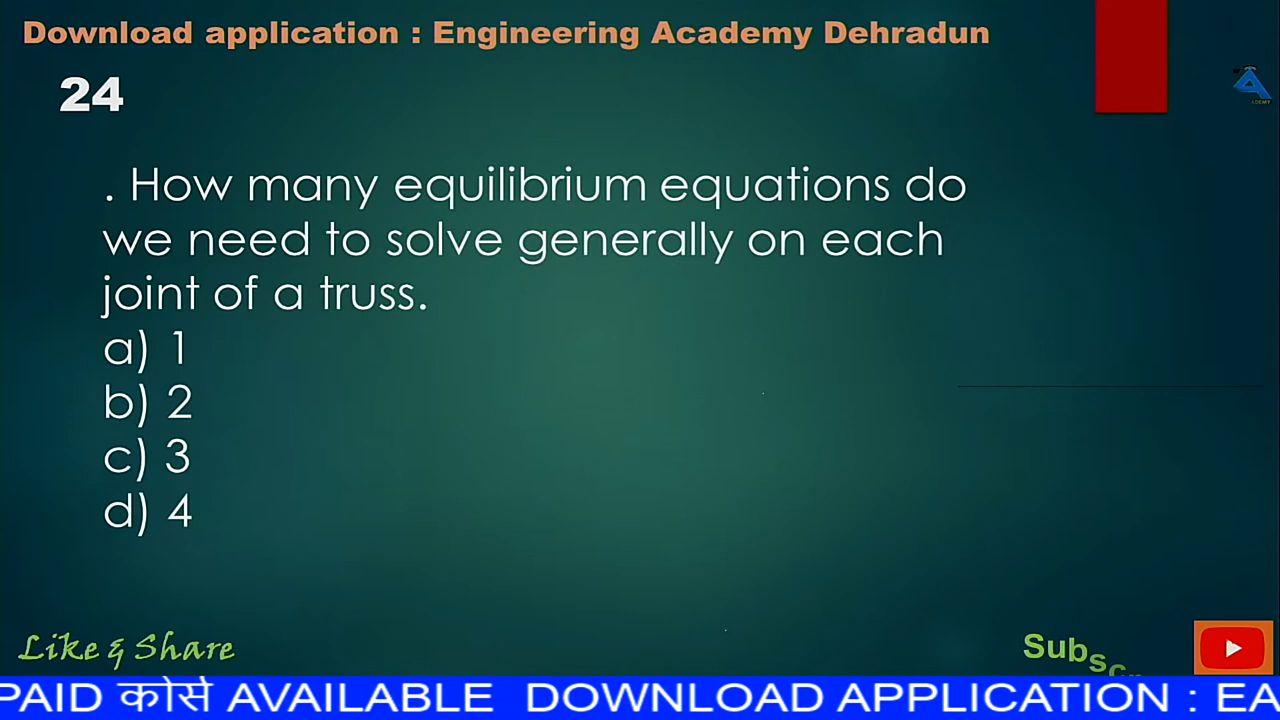 Download application : Engineering Academy Dehradun
24
. How many equilibrium equations do
we need to solve generally on each
joint of a truss.
a) 1
b) 2
c) 3
d) 4
Like & Share
PAID कोर्स AVAILABLE DOWNLOAD APPLICATION : EA